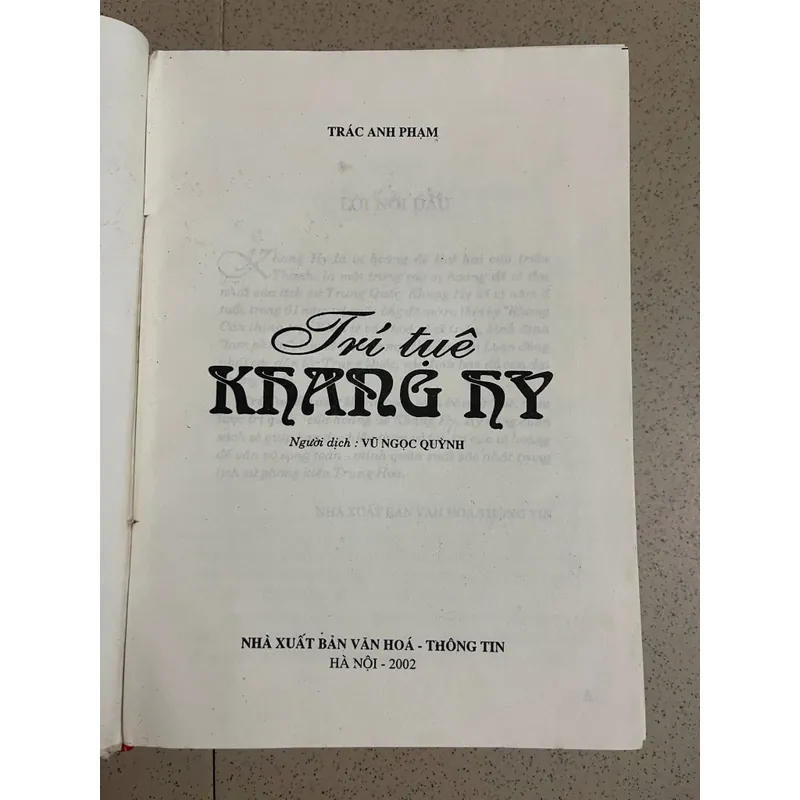 TRÁC ANH PHẠM
Trí tuệ
KHANG HY
Người dịch : VŨ NGỌC QUỲNH
NHÀ XUẤT BẢN VĂN HOÁ - THÔNG TIN
HÀ NỘI - 2002